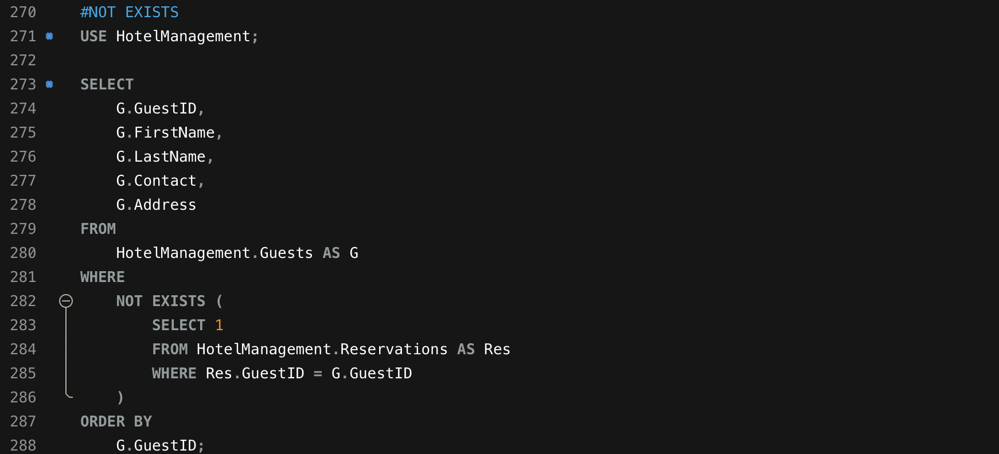 270 #NOT EXISTS
271 USE HotelManagement;
272
273 SELECT
274 G.GuestID,
275 G.FirstName,
276 G.LastName,
277 G.Contact,
278 G.Address
279 FROM
280 HotelManagement.Guests AS G
281 WHERE
282 NOT EXISTS (
283 SELECT 1
284 FROM HotelManagement.Reservations AS Res
285 WHERE Res.GuestID = G.GuestID
286 )
287 ORDER BY
288 G.GuestID;